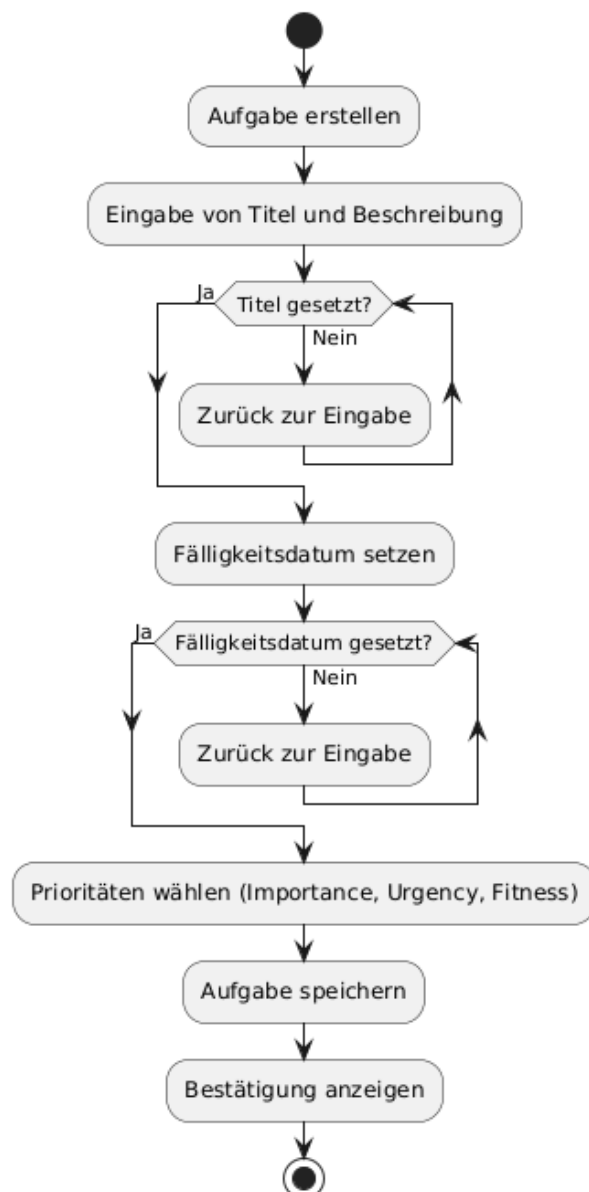 Aufgabe erstellen
Eingabe von Titel und Beschreibung
Ja
Titel gesetzt?
Nein
Zurück zur Eingabe
Fälligkeitsdatum setzen
Ja
Fälligkeitsdatum gesetzt?
Nein
Zurück zur Eingabe
Prioritäten wählen (Importance, Urgency, Fitness)
Aufgabe speichern
Bestätigung anzeigen